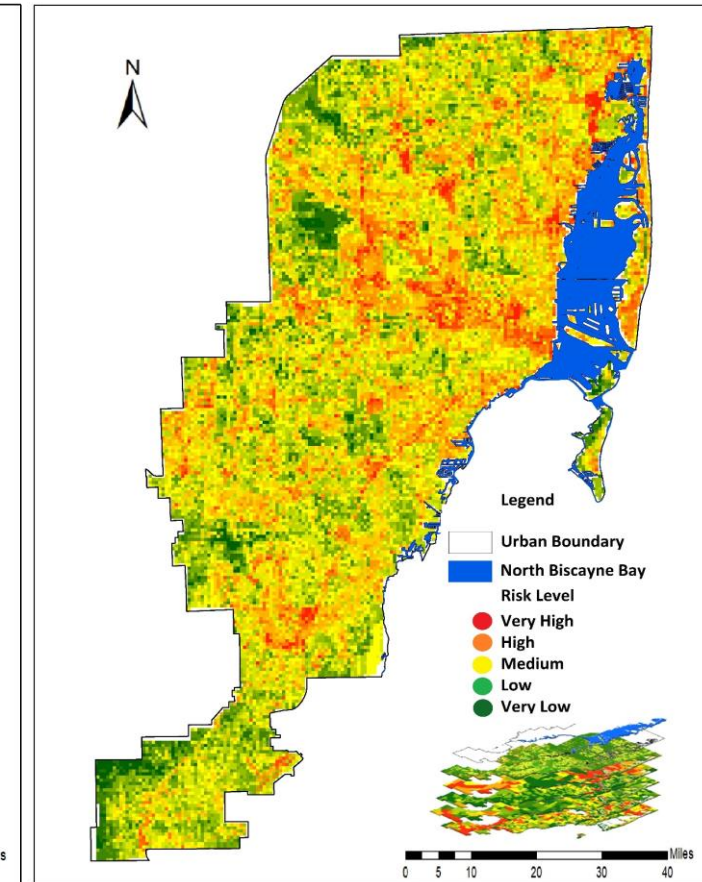 N
Legend
Urban Boundary
North Biscayne Bay
Risk Level
Very High
High
Medium
Low
Very Low
Miles
0 5 10 20 30 40
s